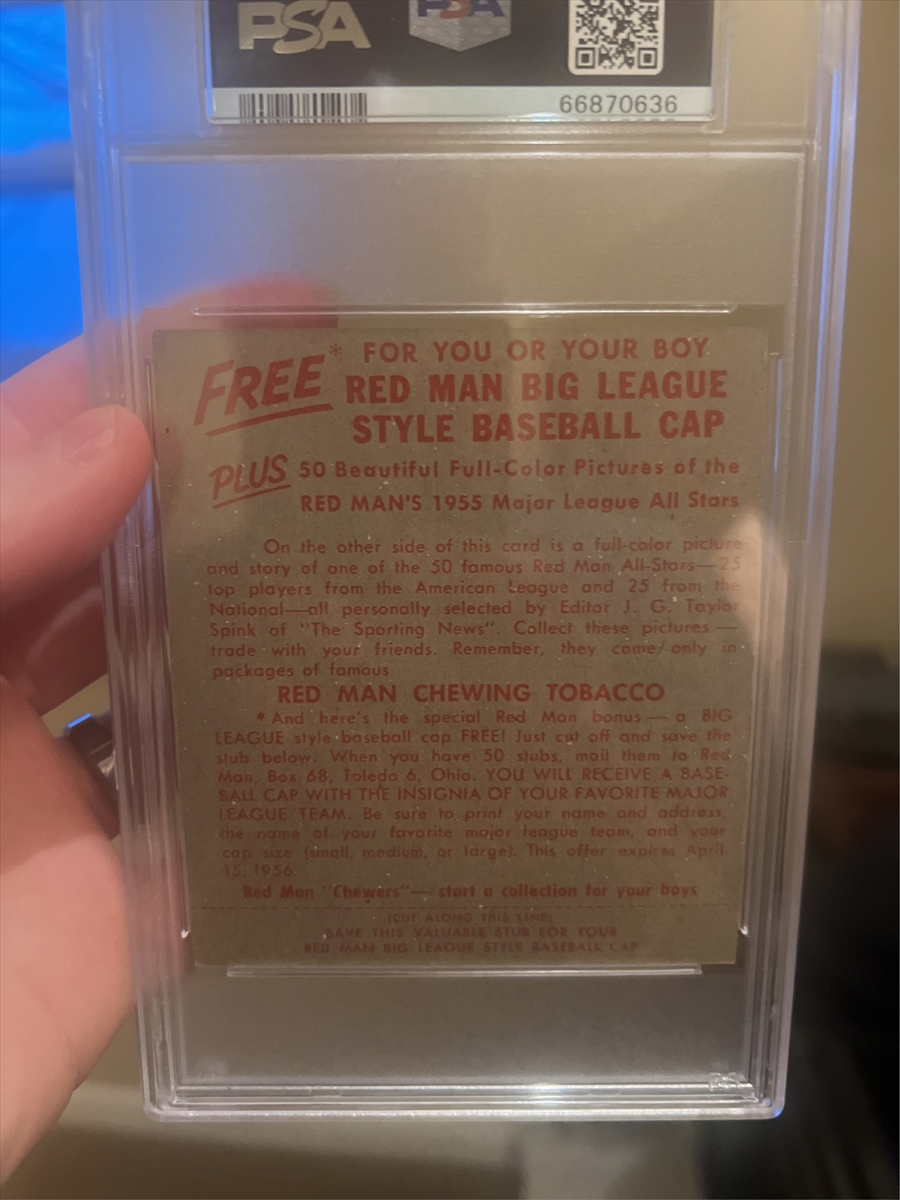 PSA
PSA
66870636
FREE* FOR YOU OR YOUR BOY
RED MAN BIG LEAGUE
STYLE BASEBALL CAP
PLUS 50 Beautiful Full-Color Pictures of the
RED MAN'S 1955 Major League All Stars
On the other side of this card is a full-color picture
and story of one of the 50 famous Red Man All-Stars—25
top players from the American League and 25 from the
National—all personally selected by Editor J. G. Taylor
Spink of "The Sporting News". Collect these pictures —
trade with your friends. Remember, they come only in
packages of famous
RED MAN CHEWING TOBACCO
* And here's the special Red Man bonus — a BIG
LEAGUE style baseball cap FREE! Just cut off and save the
stub below. When you have 50 stubs, mail them to Red
Man, Box 68, Toledo 6, Ohio. YOU WILL RECEIVE A BASE-
BALL CAP WITH THE INSIGNIA OF YOUR FAVORITE MAJOR
LEAGUE TEAM. Be sure to print your name and address,
the name of your favorite major league team, and your
cap size (small, medium, or large). This offer expires April
15, 1956.
Red Man "Chewers"— start a collection for your boys
(CUT ALONG THIS LINE)
SAVE THIS VALUABLE STUB FOR YOUR
RED MAN BIG LEAGUE STYLE BASEBALL CAP